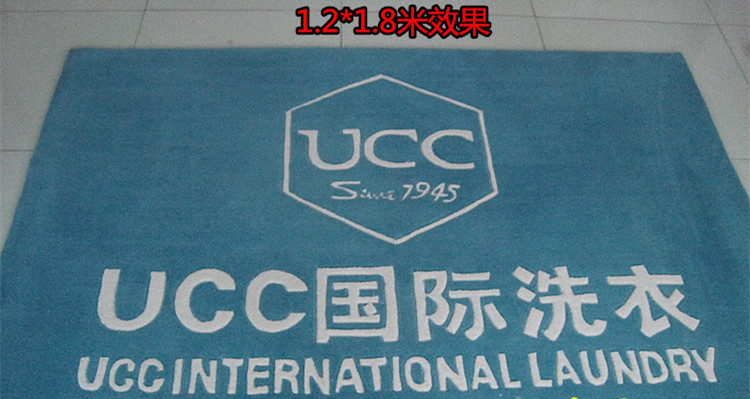 1.2*1.8米效果
UCC
Since 1945
UCC国际洗衣
UCC INTERNATIONAL LAUNDRY